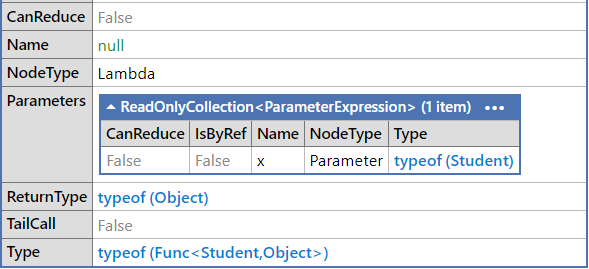 CanReduce False
Name null
NodeType Lambda
Parameters ReadOnlyCollection<ParameterExpression> (1 item) •••
CanReduce IsByRef Name NodeType Type
False False x Parameter typeof (Student)
ReturnType typeof (Object)
TailCall False
Type typeof (Func<Student,Object>)